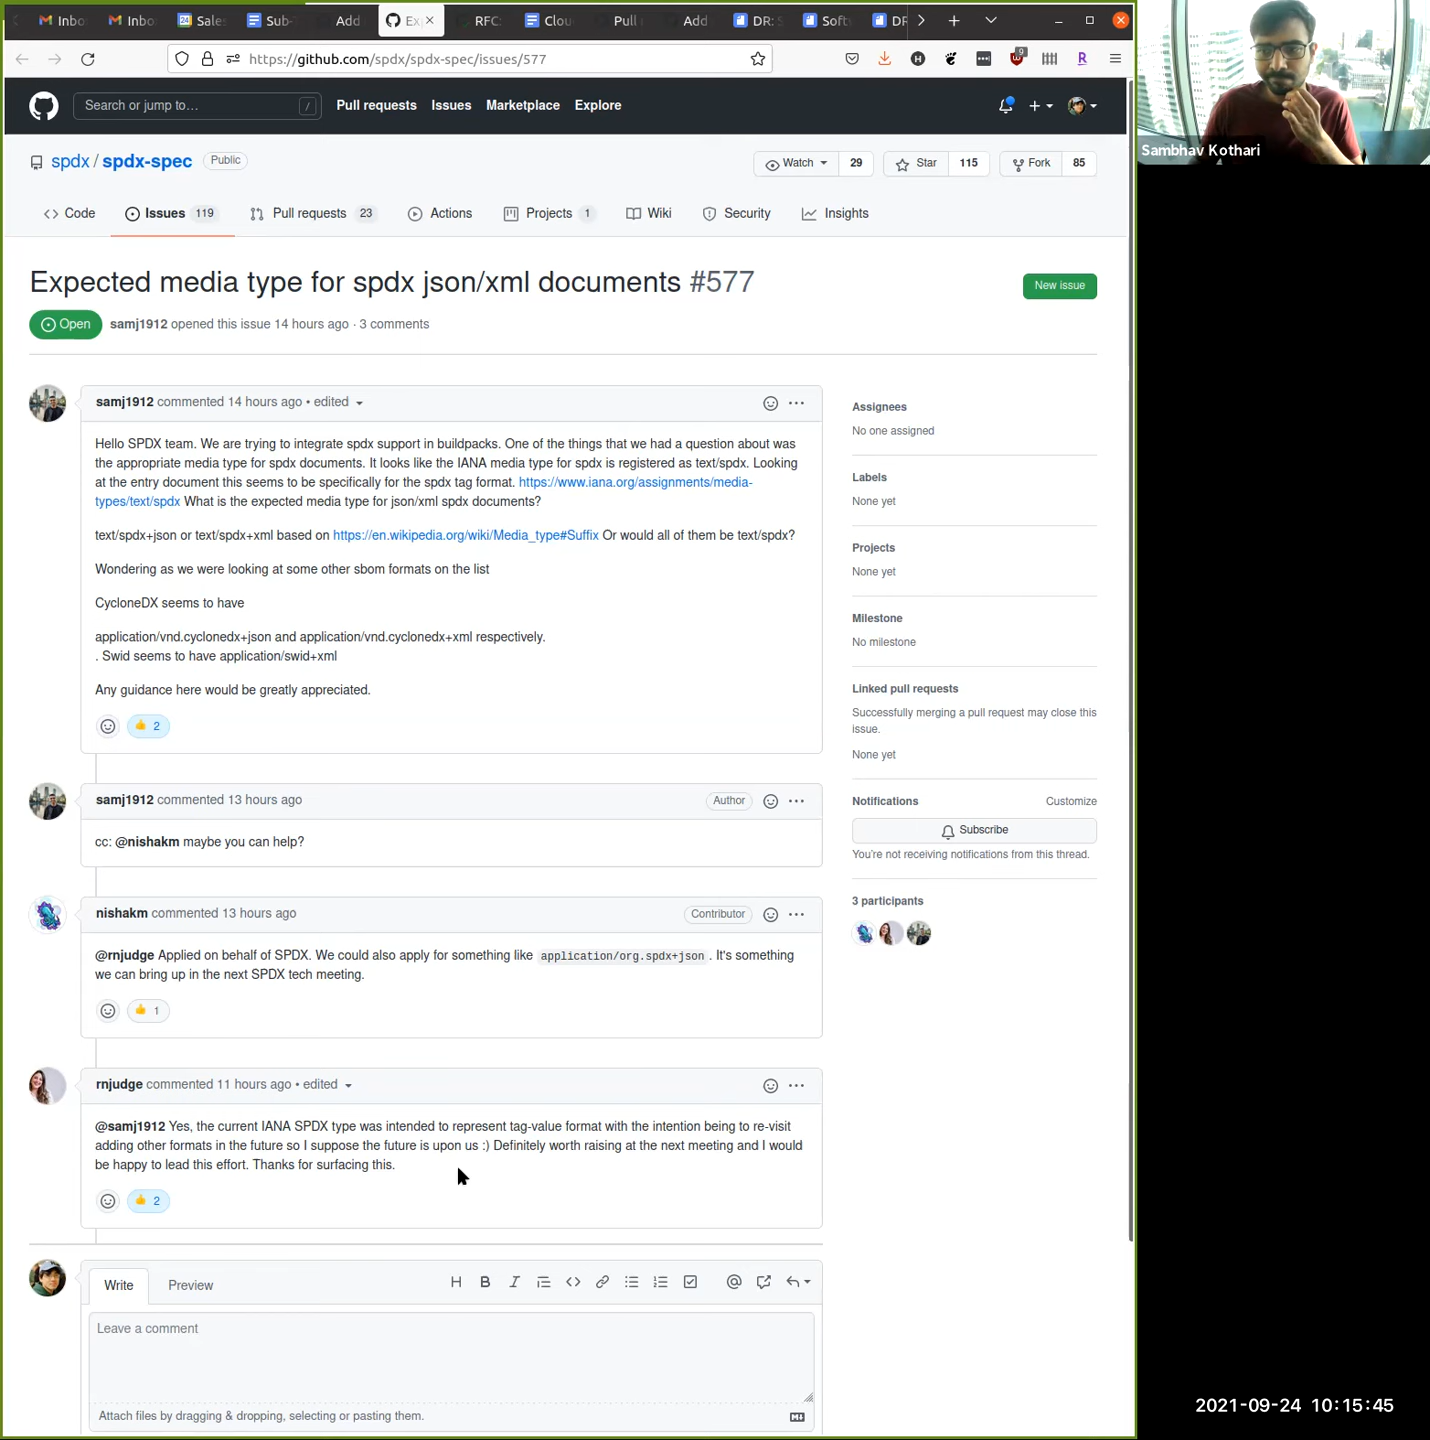 Inbo
Inbo
Sales
Sub-
Add
Ex
RFC:
Clou
Pull
Add
DR: S
Soft
DR
https://github.com/spdx/spdx-spec/issues/577
Search or jump to…
/
Pull requests
Issues
Marketplace
Explore
spdx / spdx-spec
Public
Watch
29
Star
115
Fork
85
Code
Issues 119
Pull requests 23
Actions
Projects 1
Wiki
Security
Insights
Expected media type for spdx json/xml documents #577
New issue
Open
samj1912 opened this issue 14 hours ago · 3 comments
samj1912 commented 14 hours ago • edited
Hello SPDX team. We are trying to integrate spdx support in buildpacks. One of the things that we had a question about was
the appropriate media type for spdx documents. It looks like the IANA media type for spdx is registered as text/spdx. Looking
at the entry document this seems to be specifically for the spdx tag format. https://www.iana.org/assignments/media-
types/text/spdx What is the expected media type for json/xml spdx documents?
text/spdx+json or text/spdx+xml based on https://en.wikipedia.org/wiki/Media_type#Suffix Or would all of them be text/spdx?
Wondering as we were looking at some other sbom formats on the list
CycloneDX seems to have
application/vnd.cyclonedx+json and application/vnd.cyclonedx+xml respectively.
. Swid seems to have application/swid+xml
Any guidance here would be greatly appreciated.
2
samj1912 commented 13 hours ago
Author
cc: @nishakm maybe you can help?
nishakm commented 13 hours ago
Contributor
@rnjudge Applied on behalf of SPDX. We could also apply for something like application/org.spdx+json . It's something
we can bring up in the next SPDX tech meeting.
1
rnjudge commented 11 hours ago • edited
@samj1912 Yes, the current IANA SPDX type was intended to represent tag-value format with the intention being to re-visit
adding other formats in the future so I suppose the future is upon us :) Definitely worth raising at the next meeting and I would
be happy to lead this effort. Thanks for surfacing this.
2
Write
Preview
Leave a comment
Attach files by dragging & dropping, selecting or pasting them.
Assignees
No one assigned
Labels
None yet
Projects
None yet
Milestone
No milestone
Linked pull requests
Successfully merging a pull request may close this
issue.
None yet
Notifications
Customize
Subscribe
You're not receiving notifications from this thread.
3 participants
Sambhav Kothari
2021-09-24 10:15:45